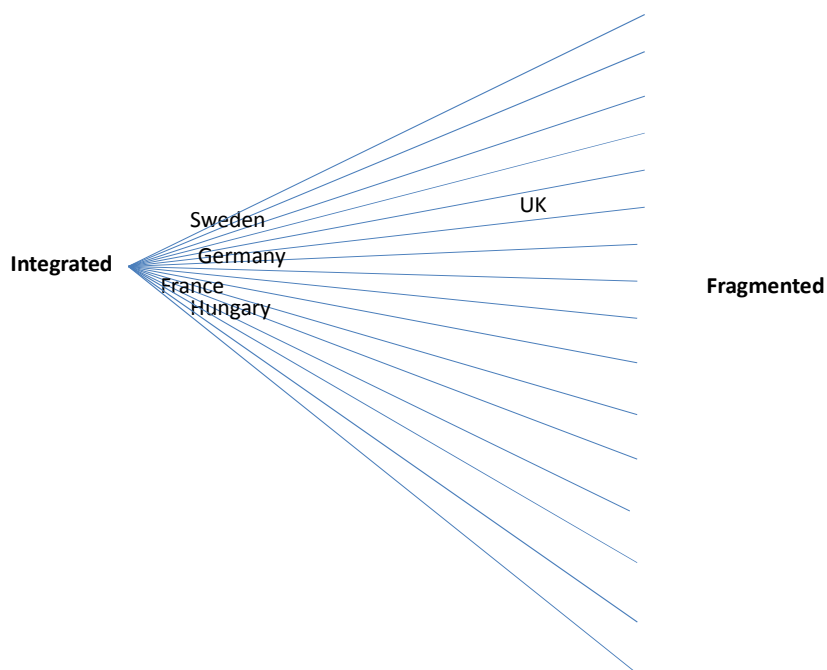 Sweden
UK
Integrated
Germany
France
Fragmented
Hungary